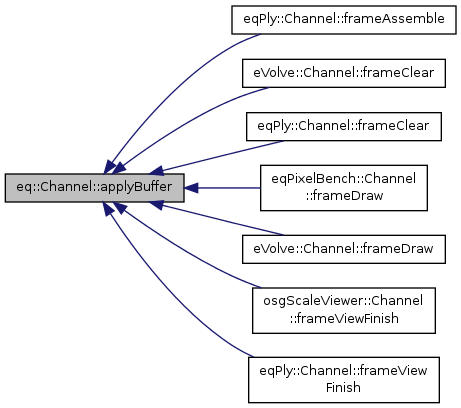 eqPly::Channel::frameAssemble
eVolve::Channel::frameClear
eqPly::Channel::frameClear
eq::Channel::applyBuffer
eqPixelBench::Channel
::frameDraw
eVolve::Channel::frameDraw
osgScaleViewer::Channel
::frameViewFinish
eqPly::Channel::frameView
Finish